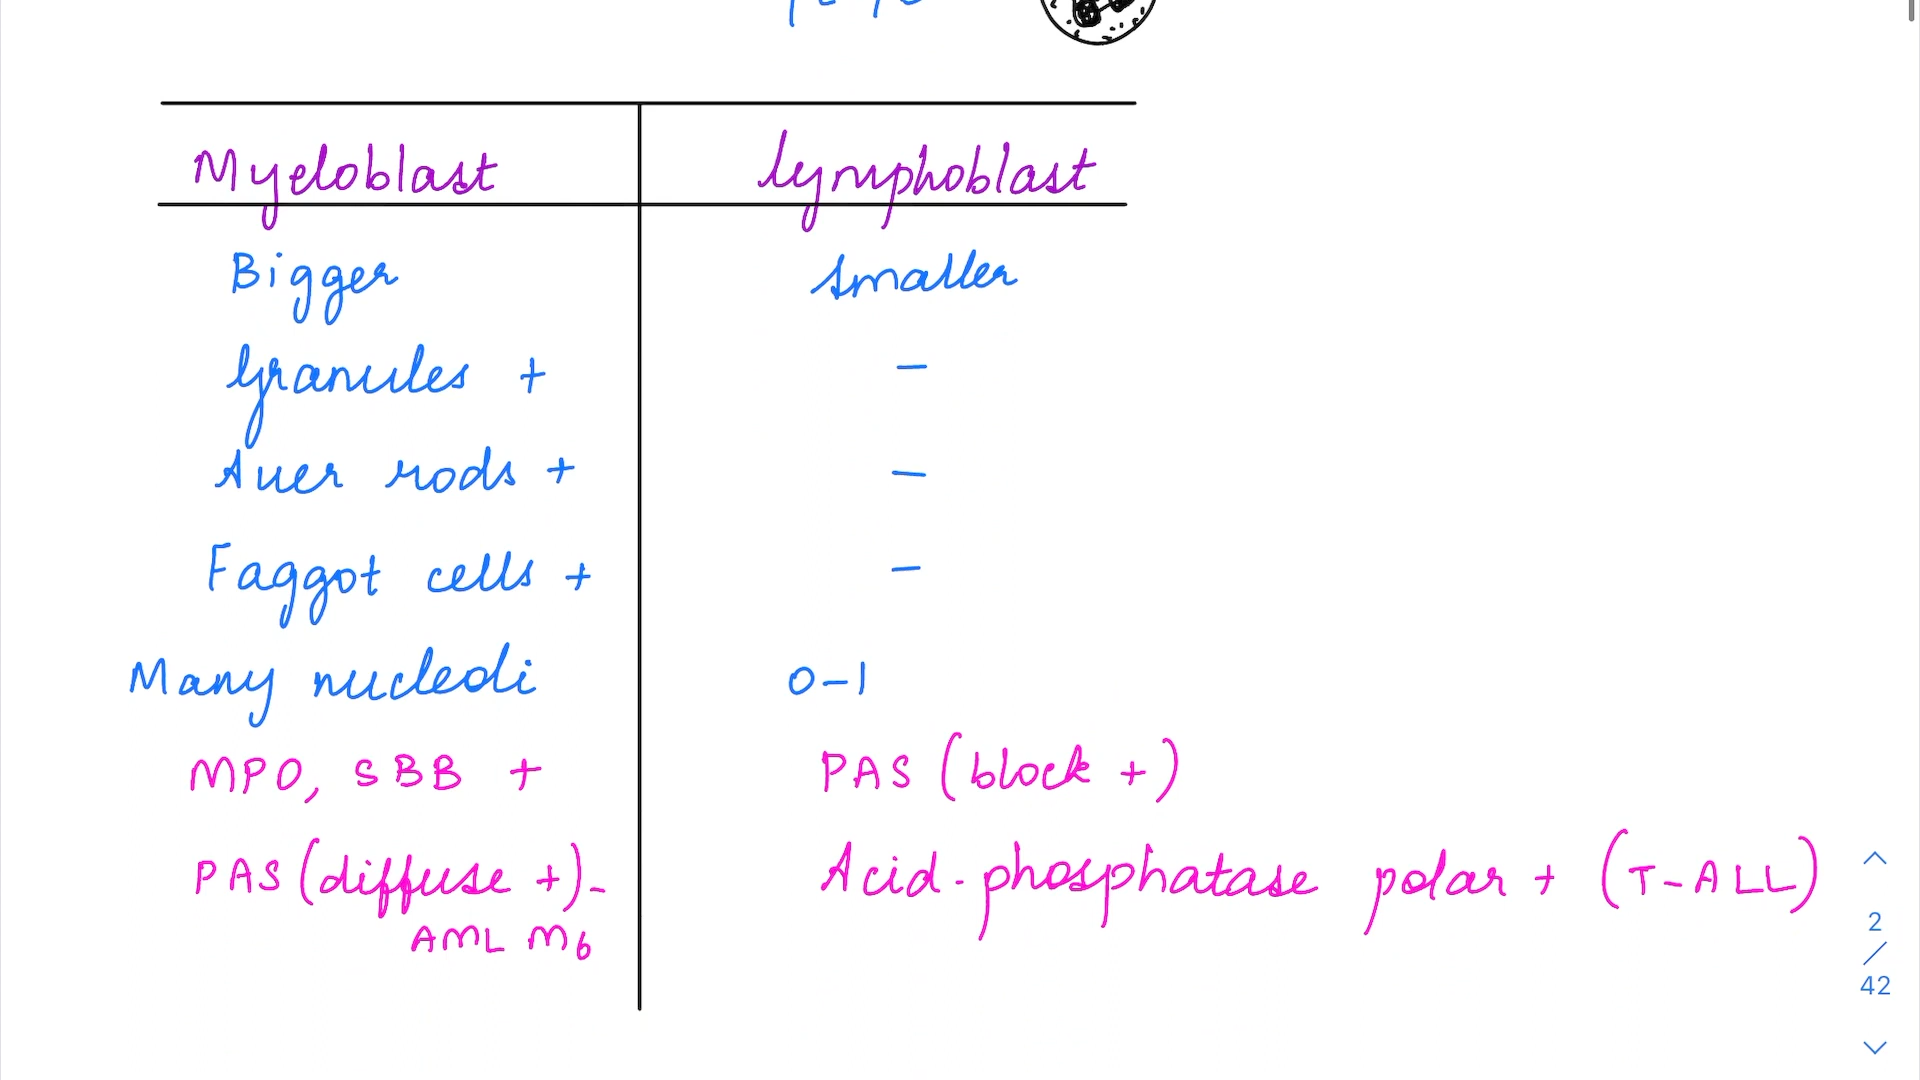 Myeloblast lymphoblast
Bigger smaller
Granules + -
Auer rods + -
Faggot cells + -
Many nucleoli 0-1
MPO, SBB + PAS (block +)
PAS (diffuse +)- Acid-phosphatase polar + (T-ALL)
AML M6
2
/
42